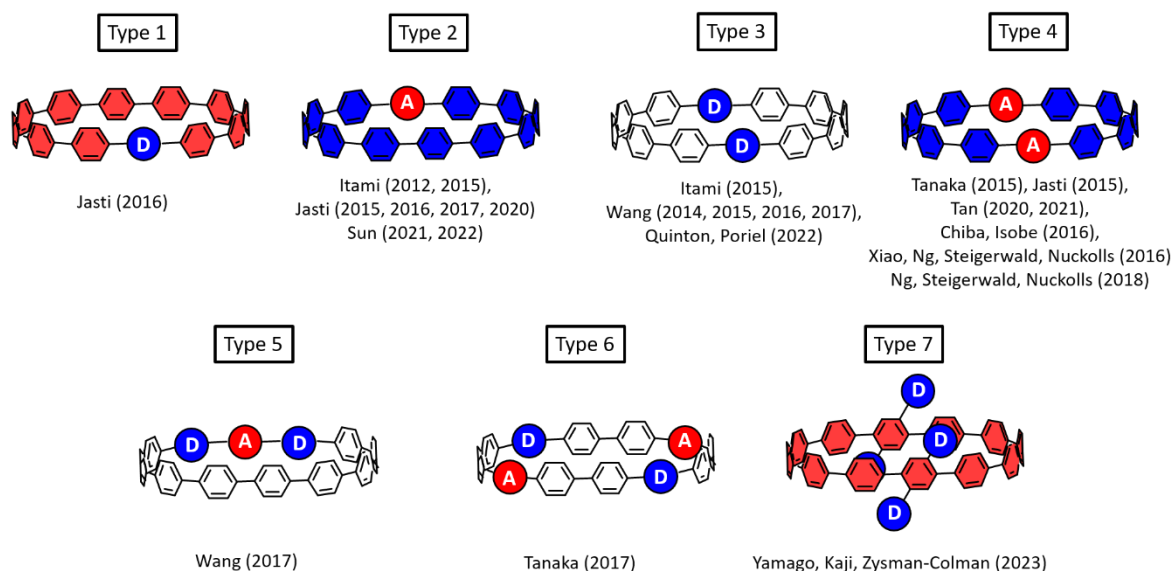 Type 1
Type 2
Type 3
Type 4
D
A
D
D
A
A
Jasti (2016)
Itami (2012, 2015),
Jasti (2015, 2016, 2017, 2020)
Sun (2021, 2022)
Itami (2015),
Wang (2014, 2015, 2016, 2017),
Quinton, Poriel (2022)
Tanaka (2015), Jasti (2015),
Tan (2020, 2021),
Chiba, Isobe (2016),
Xiao, Ng, Steigerwald, Nuckolls (2016)
Ng, Steigerwald, Nuckolls (2018)
Type 5
Type 6
Type 7
D A D
D
A
A
D
D
D
D
Wang (2017)
Tanaka (2017)
Yamago, Kaji, Zysman-Colman (2023)